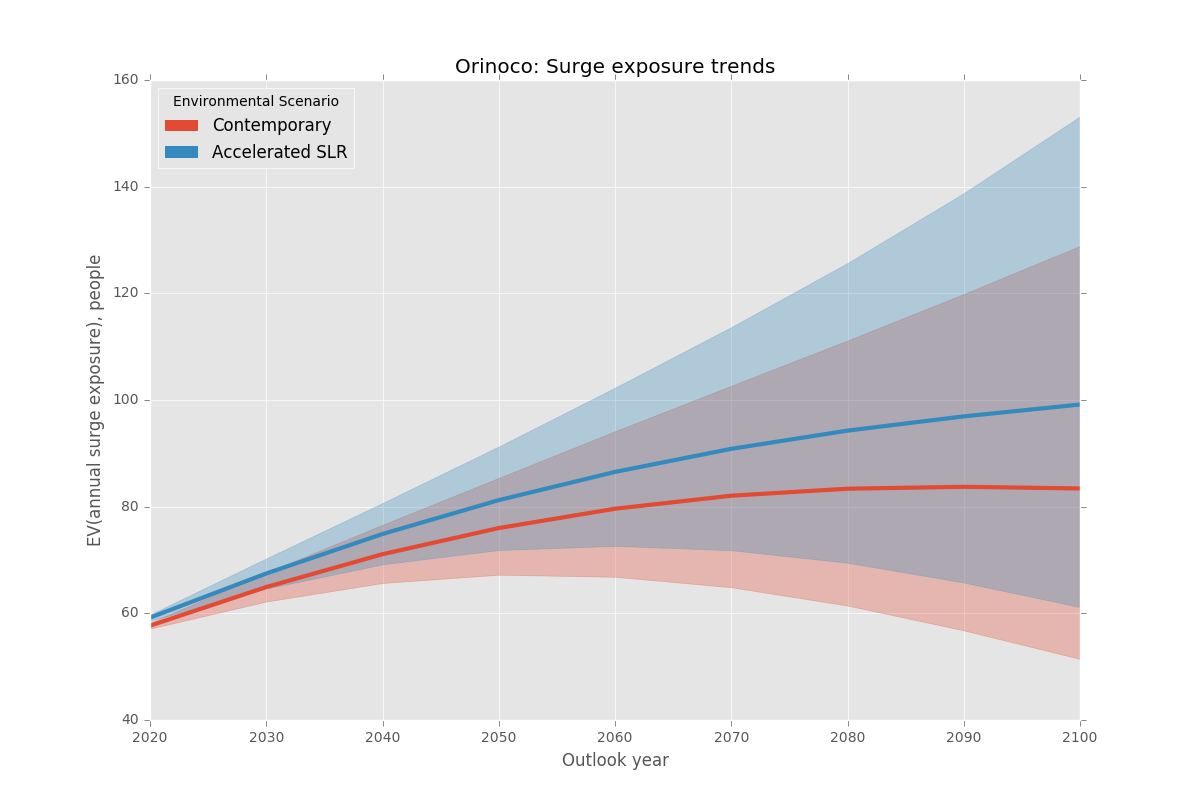 Orinoco: Surge exposure trends
160
140
120
100
80
60
40
EV(annual surge exposure), people
Environmental Scenario
Contemporary
Accelerated SLR
2020 2030 2040 2050 2060 2070 2080 2090 2100
Outlook year